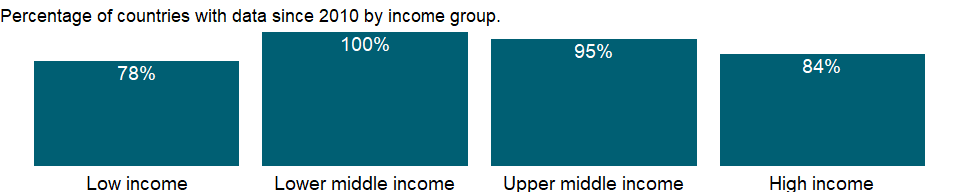 Percentage of countries with data since 2010 by income group.
78%
100%
95%
84%
Low income
Lower middle income
Upper middle income
High income